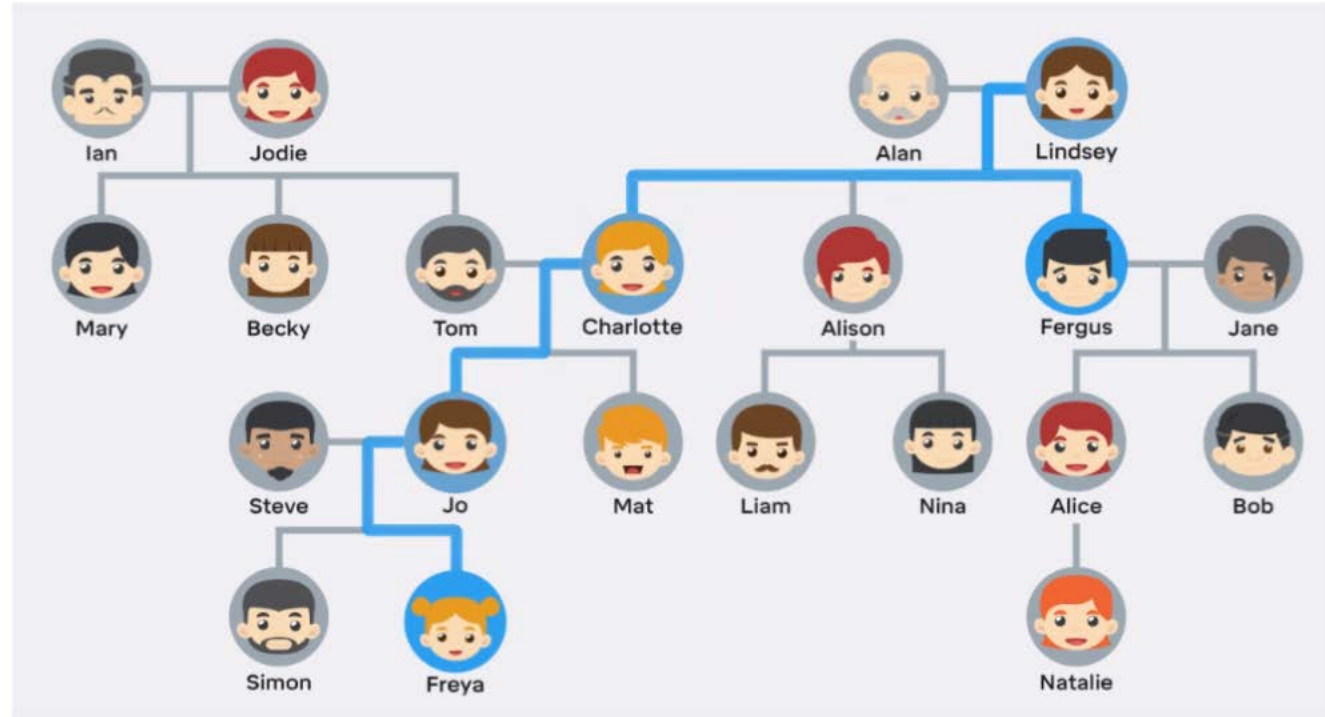 Ian
Jodie
Alan
Lindsey
Mary
Becky
Tom
Charlotte
Alison
Fergus
Jane
Steve
Jo
Mat
Liam
Nina
Alice
Bob
Simon
Freya
Natalie